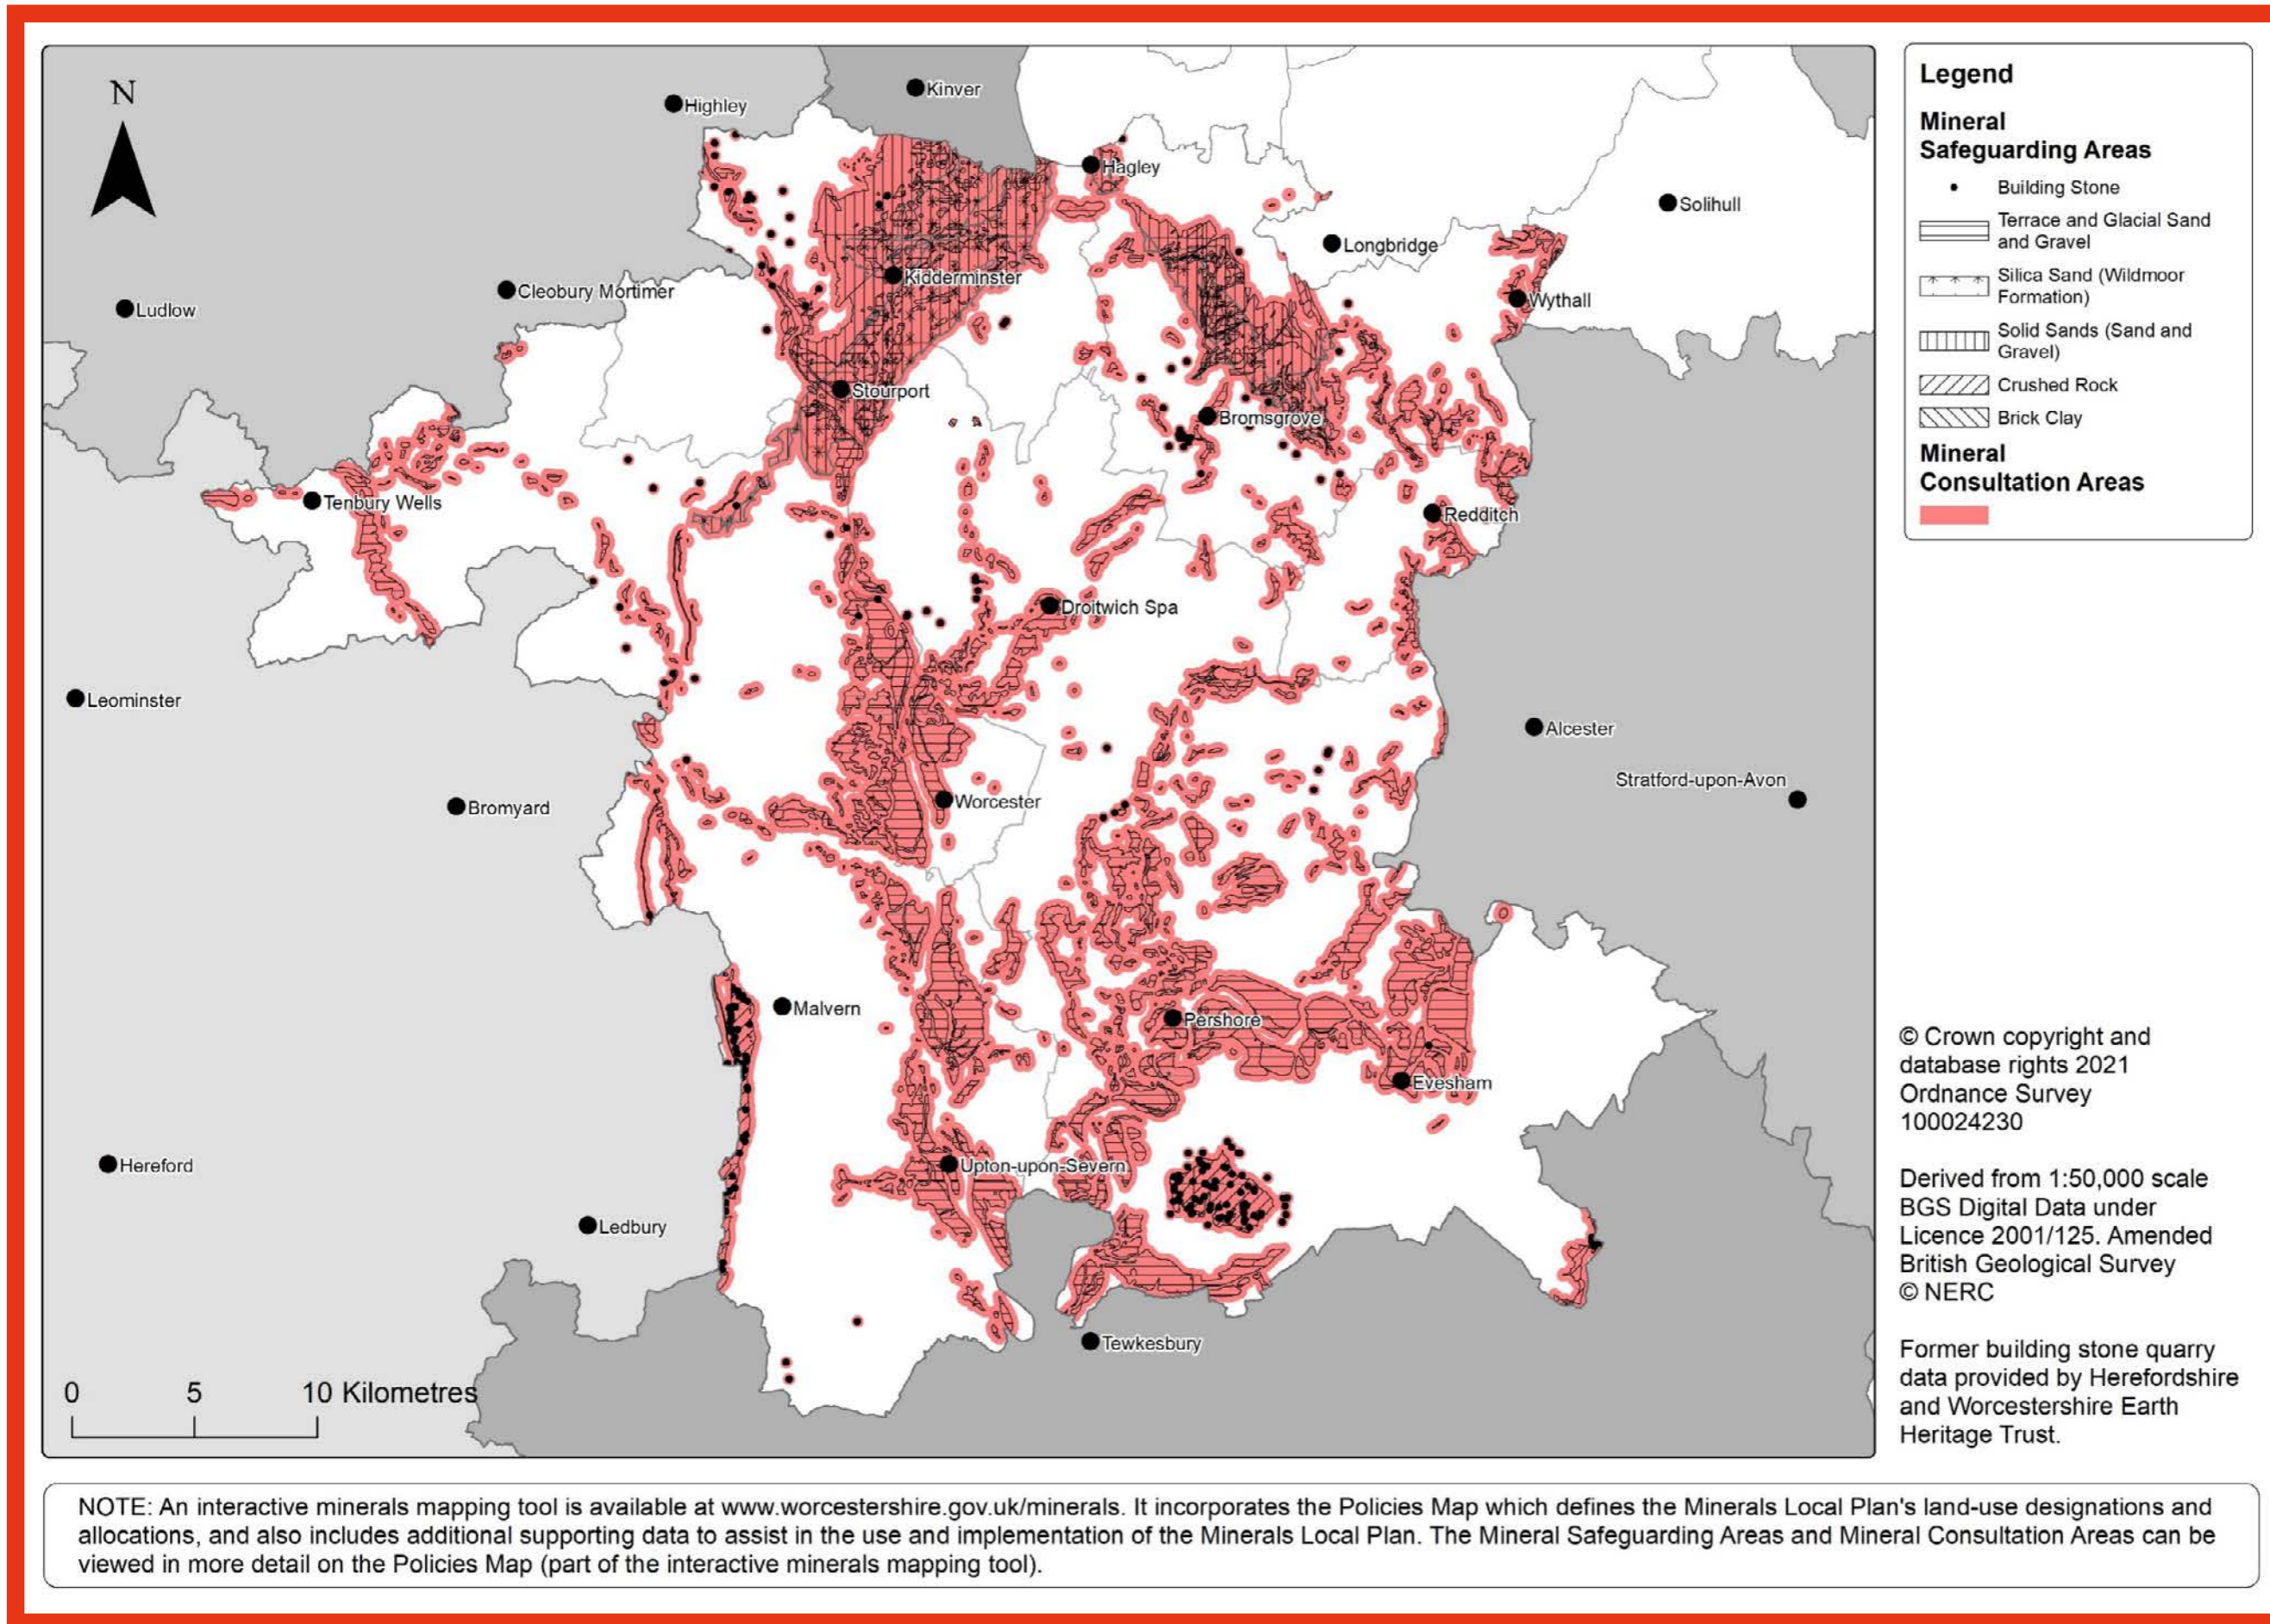 N
Kinver
Highley
Hagley
Solihull
Longbridge
Kidderminster
Cleobury Mortimer
Wythall
Ludlow
Stourport
Bromsgrove
Tenbury Wells
Redditch
Droitwich Spa
Leominster
Alcester
Stratford-upon-Avon
Worcester
Bromyard
Malvern
Pershore
Evesham
Hereford
Upton-upon-Severn
Ledbury
Tewkesbury
0 5 10 Kilometres
Legend
Mineral
Safeguarding Areas
Building Stone
Terrace and Glacial Sand
and Gravel
Silica Sand (Wildmoor
Formation)
Solid Sands (Sand and
Gravel)
Crushed Rock
Brick Clay
Mineral
Consultation Areas
© Crown copyright and
database rights 2021
Ordnance Survey
100024230
Derived from 1:50,000 scale
BGS Digital Data under
Licence 2001/125. Amended
British Geological Survey
© NERC
Former building stone quarry
data provided by Herefordshire
and Worcestershire Earth
Heritage Trust.
NOTE: An interactive minerals mapping tool is available at www.worcestershire.gov.uk/minerals. It incorporates the Policies Map which defines the Minerals Local Plan's land-use designations and
allocations, and also includes additional supporting data to assist in the use and implementation of the Minerals Local Plan. The Mineral Safeguarding Areas and Mineral Consultation Areas can be
viewed in more detail on the Policies Map (part of the interactive minerals mapping tool).